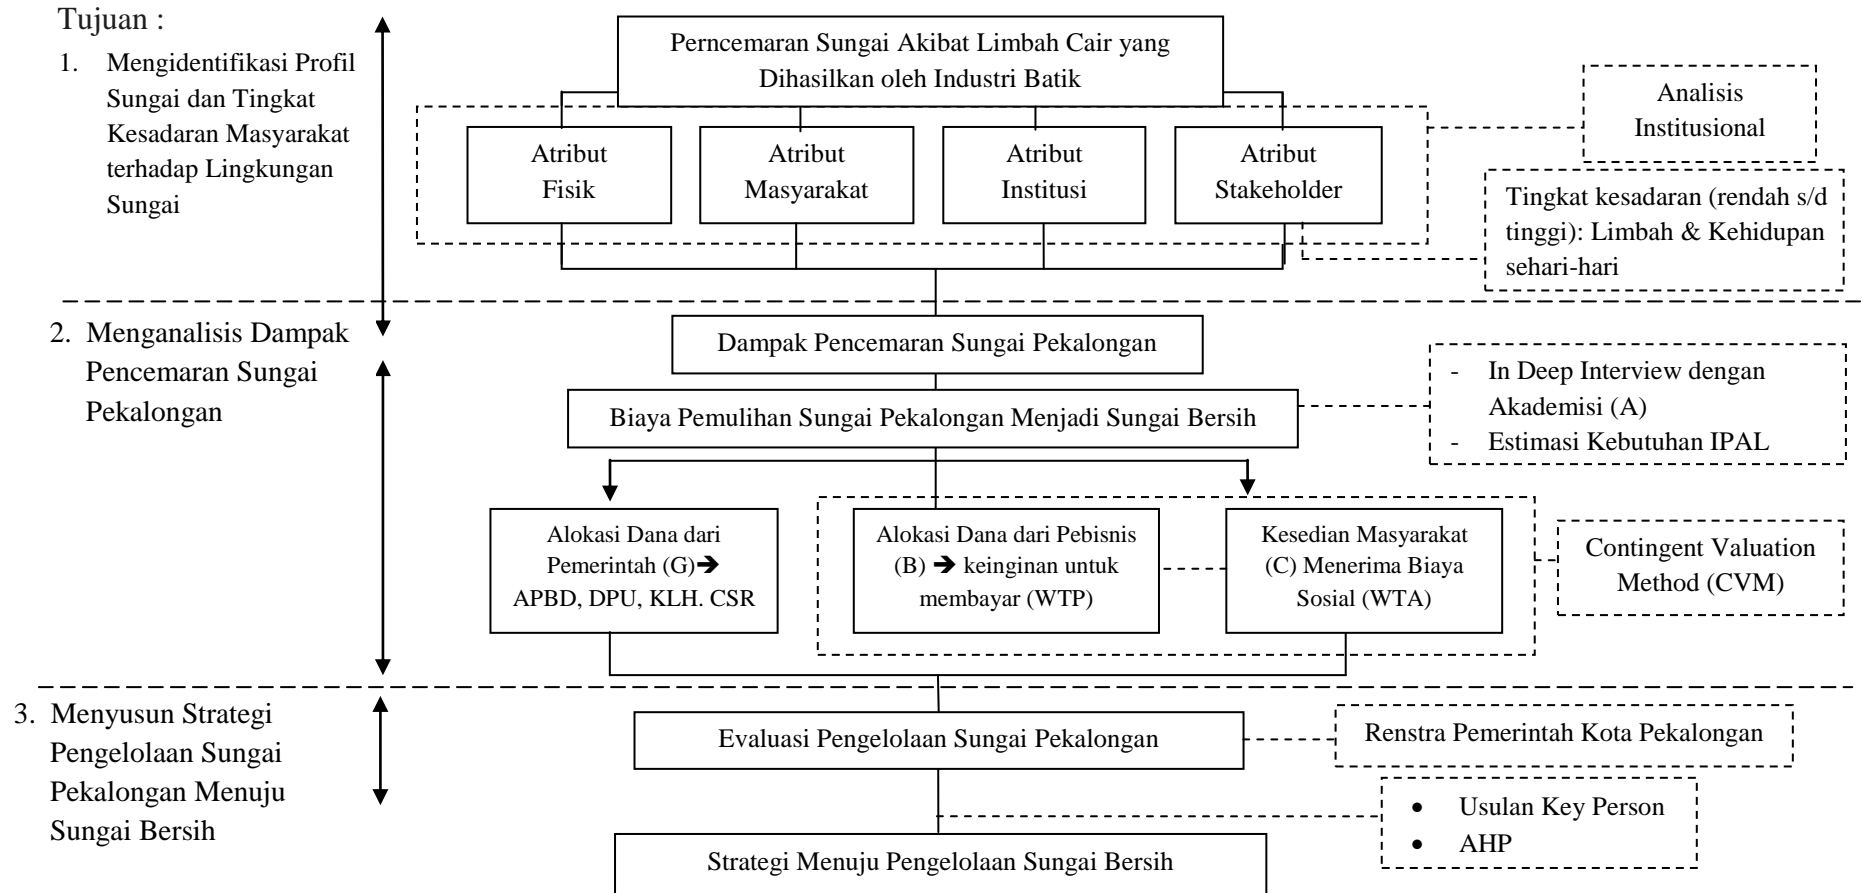 Tujuan :
1. Mengidentifikasi Profil
Sungai dan Tingkat
Kesadaran Masyarakat
terhadap Lingkungan
Sungai
Perncemaran Sungai Akibat Limbah Cair yang
Dihasilkan oleh Industri Batik
Atribut
Fisik
Atribut
Masyarakat
Atribut
Institusi
Atribut
Stakeholder
Analisis
Institusional
Tingkat kesadaran (rendah s/d
tinggi): Limbah & Kehidupan
sehari-hari
2. Menganalisis Dampak
Pencemaran Sungai
Pekalongan
Dampak Pencemaran Sungai Pekalongan
Biaya Pemulihan Sungai Pekalongan Menjadi Sungai Bersih
- In Deep Interview dengan
Akademisi (A)
- Estimasi Kebutuhan IPAL
Alokasi Dana dari
Pemerintah (G)➔
APBD, DPU, KLH. CSR
Alokasi Dana dari Pebisnis
(B) ➔ keinginan untuk
membayar (WTP)
Kesedian Masyarakat
(C) Menerima Biaya
Sosial (WTA)
Contingent Valuation
Method (CVM)
3. Menyusun Strategi
Pengelolaan Sungai
Pekalongan Menuju
Sungai Bersih
Evaluasi Pengelolaan Sungai Pekalongan
Renstra Pemerintah Kota Pekalongan
• Usulan Key Person
• AHP
Strategi Menuju Pengelolaan Sungai Bersih